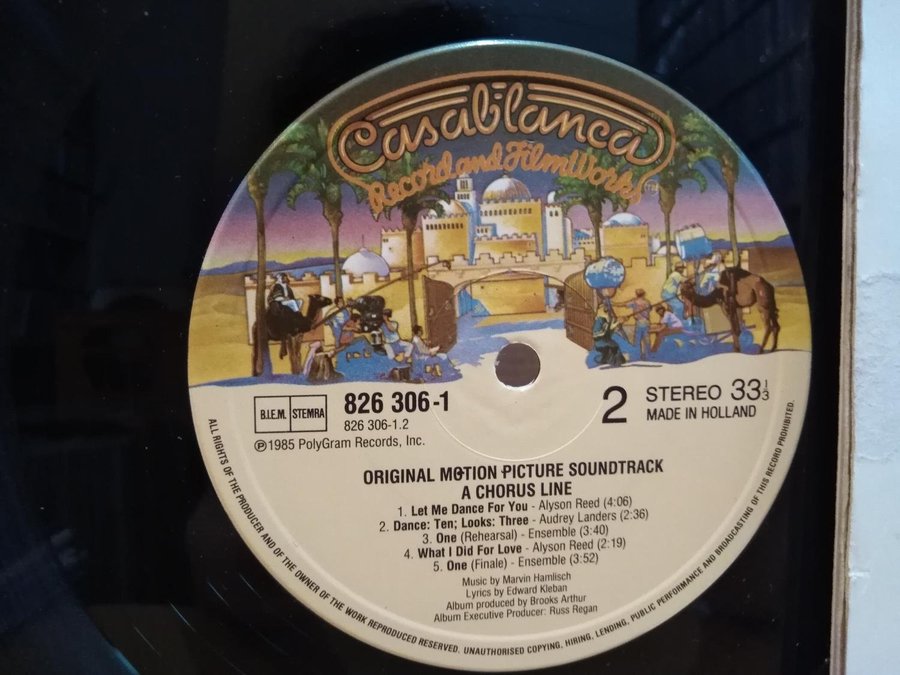 Casablanca
Record and FilmWorks™
B.I.E.M. STEMRA
826 306-1
826 306-1.2
℗1985 PolyGram Records, Inc.
2
STEREO 33 1/3
MADE IN HOLLAND
ORIGINAL MOTION PICTURE SOUNDTRACK
A CHORUS LINE
1. Let Me Dance For You - Alyson Reed (4:06)
2. Dance: Ten; Looks: Three - Audrey Landers (2:36)
3. One (Rehearsal) - Ensemble (3:40)
4. What I Did For Love - Alyson Reed (2:19)
5. One (Finale) - Ensemble (3:52)
Music by Marvin Hamlisch
Lyrics by Edward Kleban
Album produced by Brooks Arthur
Album Executive Producer: Russ Regan
ALL RIGHTS OF THE PRODUCER AND OF THE OWNER OF THE WORK REPRODUCED RESERVED. UNAUTHORISED COPYING, HIRING, LENDING, PUBLIC PERFORMANCE AND BROADCASTING OF THIS RECORD PROHIBITED.